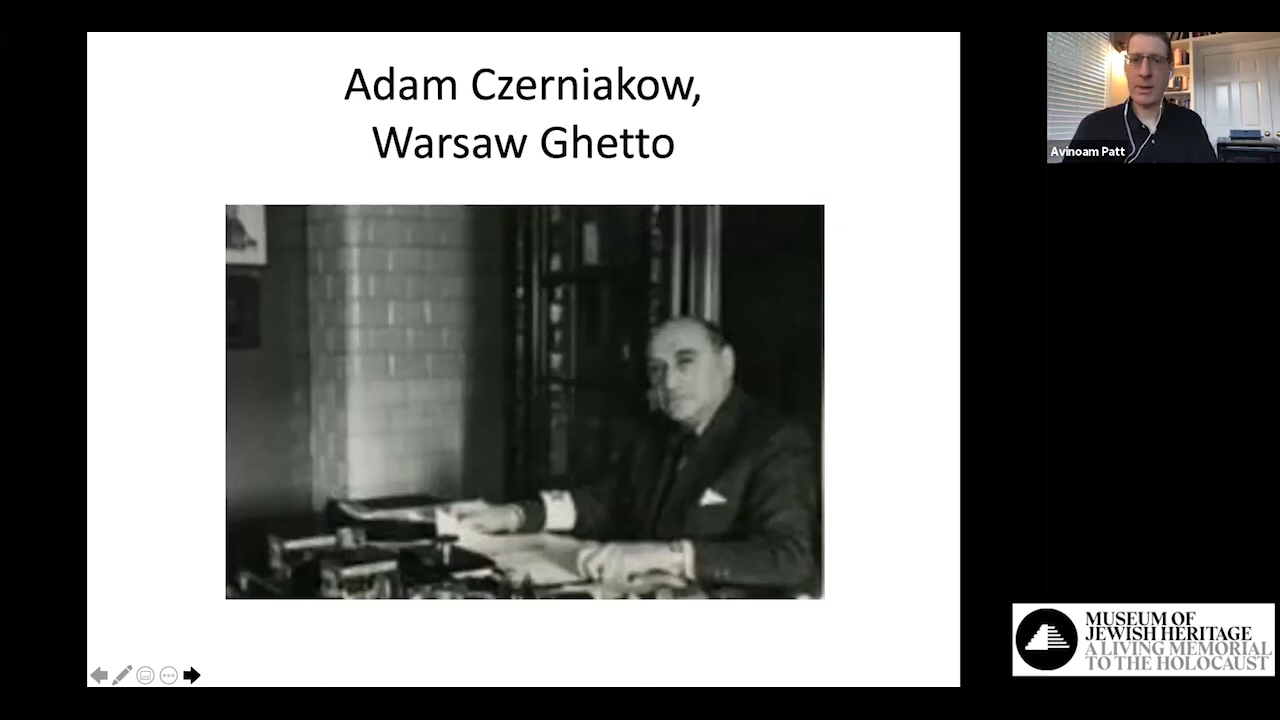 Adam Czerniakow,
Warsaw Ghetto
Avinoam Patt
MUSEUM OF
JEWISH HERITAGE
A LIVING MEMORIAL
TO THE HOLOCAUST